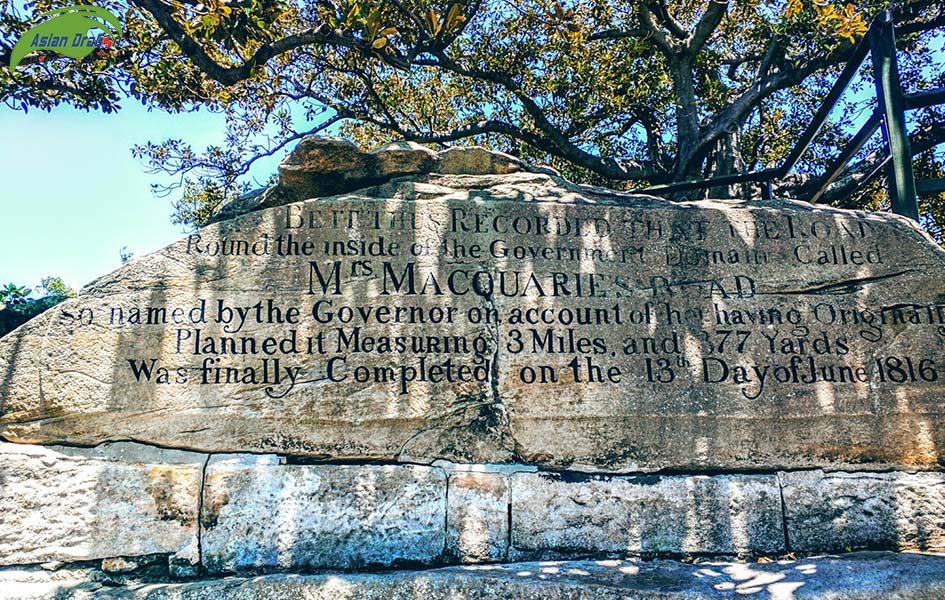 Asian Dragon
BE IT THUS RECORDED THAT THE ROAD
Round the inside of the Government Domain Called
Mrs MACQUARIE'S ROAD
So named by the Governor on account of her having Originally
Planned it Measuring 3 Miles, and 377 Yards
Was finally Completed on the 13th Day of June 1816